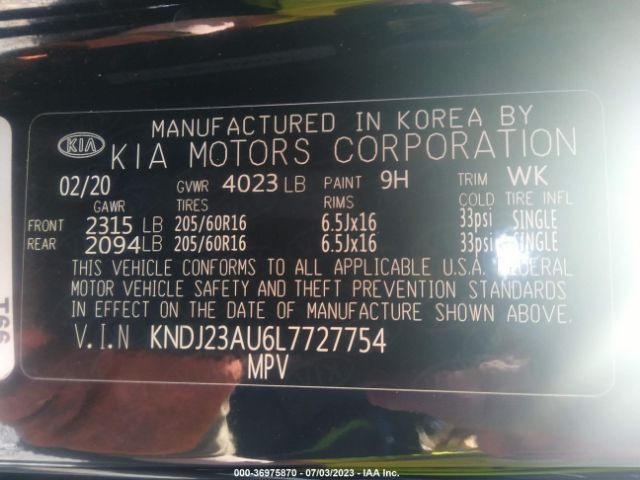 MANUFACTURED IN KOREA BY
KIA KIA MOTORS CORPORATION
02/20 GVWR 4023 LB PAINT 9H TRIM WK
GAWR TIRES RIMS COLD TIRE INFL
FRONT 2315 LB 205/60R16 6.5Jx16 33psi SINGLE
REAR 2094 LB 205/60R16 6.5Jx16 33psi SINGLE
THIS VEHICLE CONFORMS TO ALL APPLICABLE U.S.A. FEDERAL
MOTOR VEHICLE SAFETY AND THEFT PREVENTION STANDARDS
IN EFFECT ON THE DATE OF MANUFACTURE SHOWN ABOVE.
V.I.N KNDJ23AU6L7727754
MPV
000-36975870 - 07/03/2023 - IAA Inc.